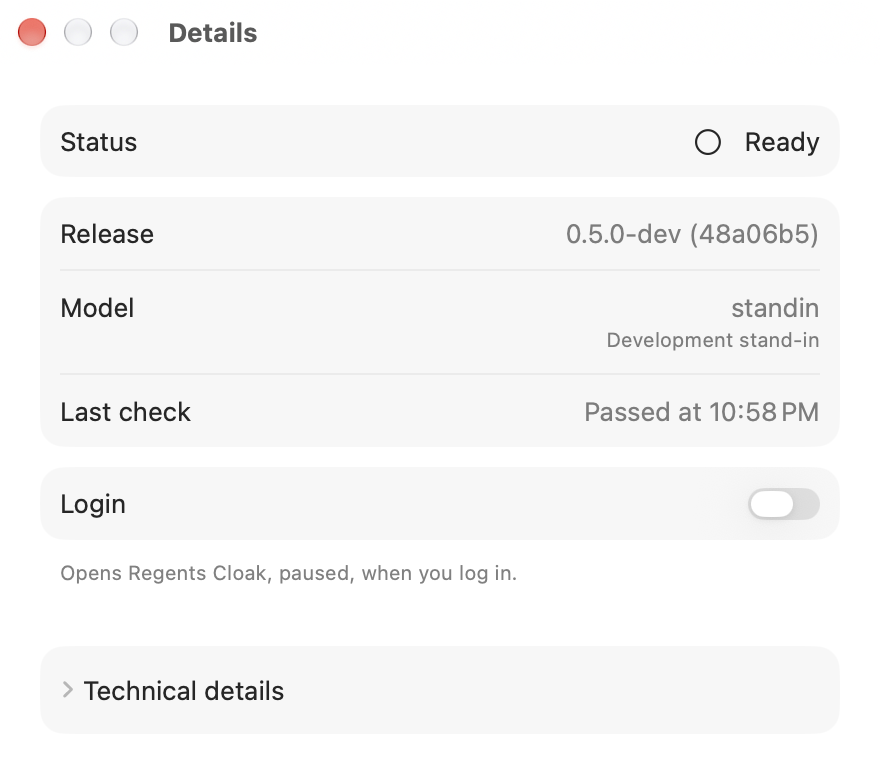 Details
Status
Ready
Release
0.5.0-dev (48a06b5)
Model
standin
Development stand-in
Last check
Passed at 10:58 PM
Login
Opens Regents Cloak, paused, when you log in.
Technical details